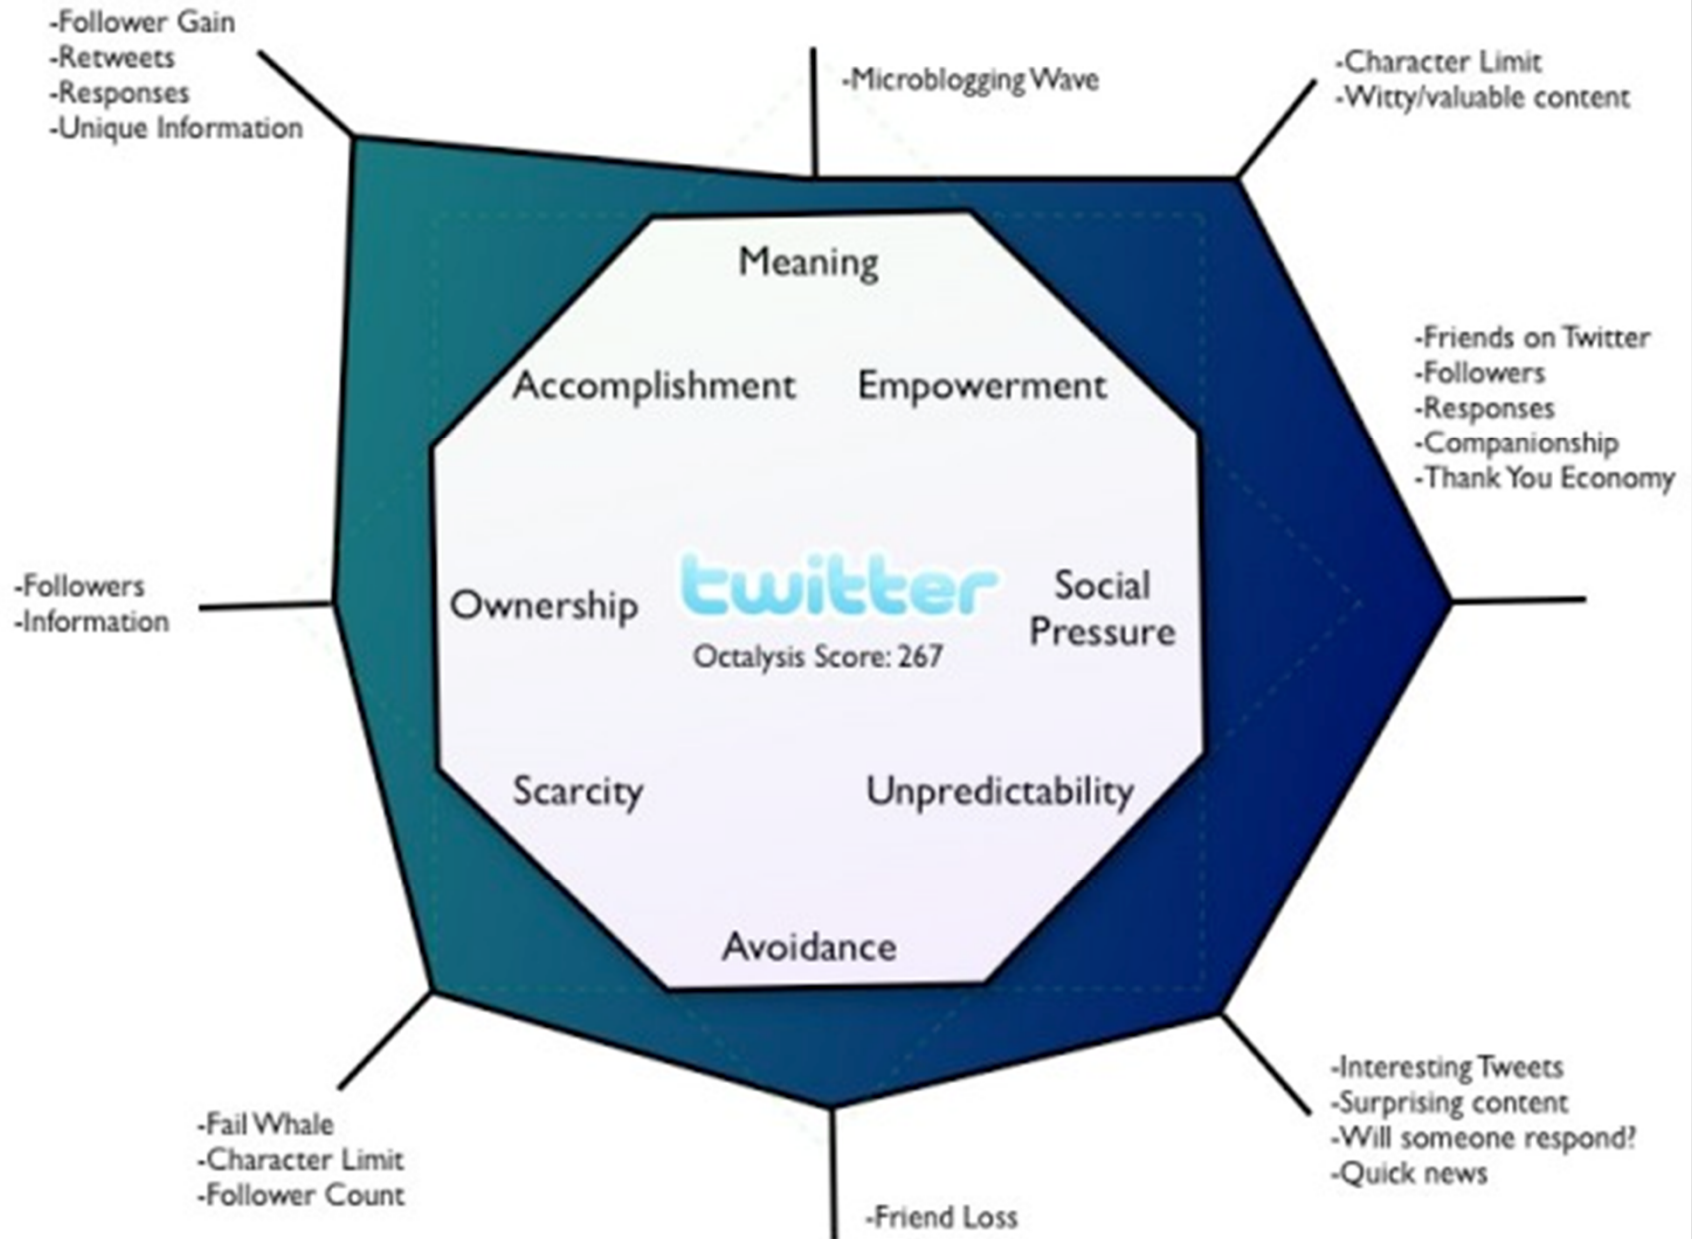 -Follower Gain
-Retweets
-Responses
-Unique Information
-Microblogging Wave
-Character Limit
-Witty/valuable content
Meaning
Accomplishment
Empowerment
-Friends on Twitter
-Followers
-Responses
-Companionship
-Thank You Economy
-Followers
-Information
Ownership
twitter
Octalysis Score: 267
Social
Pressure
Scarcity
Unpredictability
Avoidance
-Fail Whale
-Character Limit
-Follower Count
-Friend Loss
-Interesting Tweets
-Surprising content
-Will someone respond?
-Quick news